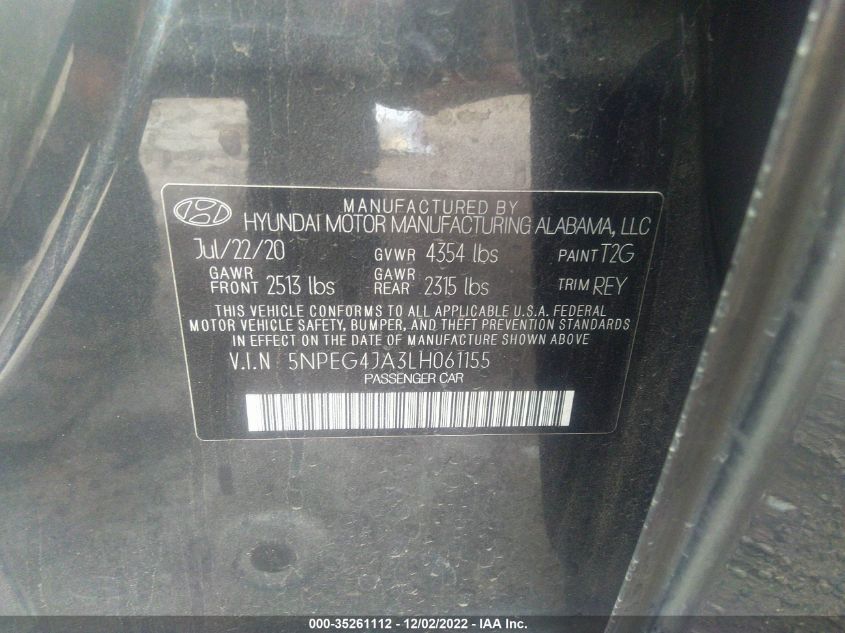 MANUFACTURED BY
HYUNDAI MOTOR MANUFACTURING ALABAMA, LLC
Jul/22/20 GVWR 4354 lbs PAINT T2G
GAWR FRONT 2513 lbs GAWR REAR 2315 lbs TRIM REY
THIS VEHICLE CONFORMS TO ALL APPLICABLE U.S.A. FEDERAL
MOTOR VEHICLE SAFETY, BUMPER, AND THEFT PREVENTION STANDARDS
IN EFFECT ON THE DATE OF MANUFACTURE SHOWN ABOVE
V.I.N 5NPEG4JA3LH061155
PASSENGER CAR
000-35261112 - 12/02/2022 - IAA Inc.